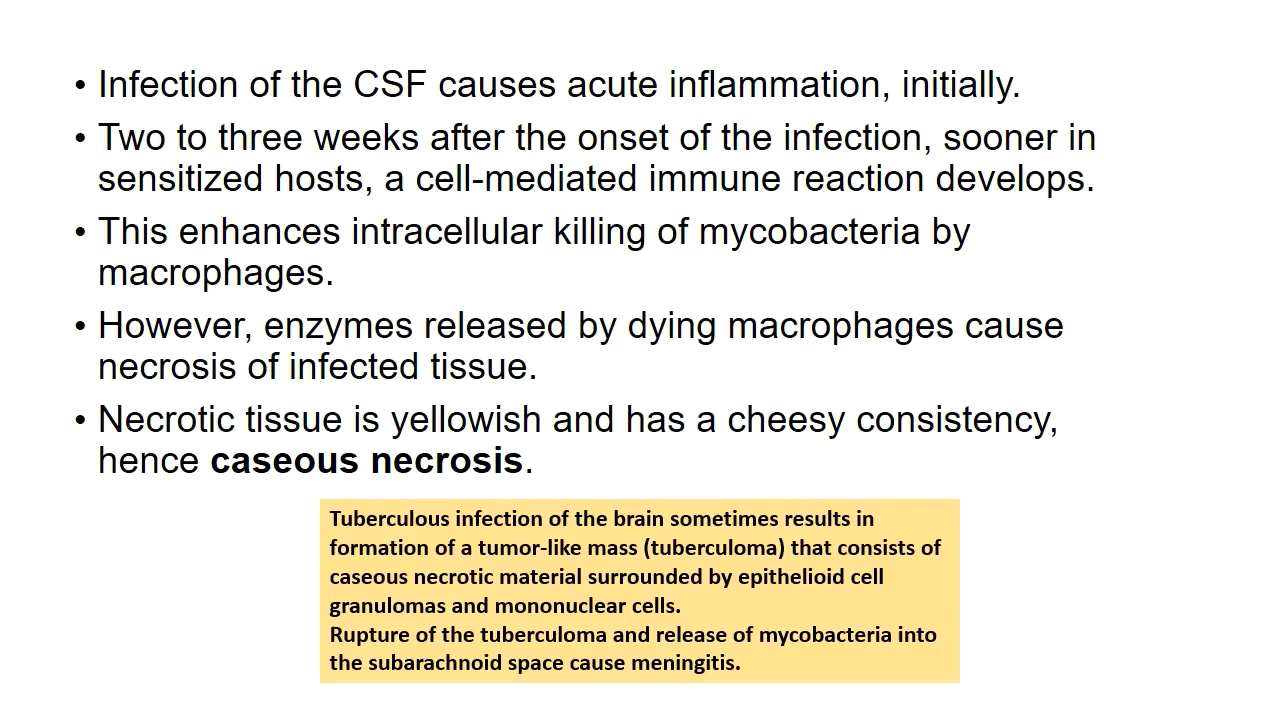 • Infection of the CSF causes acute inflammation, initially.
• Two to three weeks after the onset of the infection, sooner in
sensitized hosts, a cell-mediated immune reaction develops.
• This enhances intracellular killing of mycobacteria by
macrophages.
• However, enzymes released by dying macrophages cause
necrosis of infected tissue.
• Necrotic tissue is yellowish and has a cheesy consistency,
hence caseous necrosis.
Tuberculous infection of the brain sometimes results in
formation of a tumor-like mass (tuberculoma) that consists of
caseous necrotic material surrounded by epithelioid cell
granulomas and mononuclear cells.
Rupture of the tuberculoma and release of mycobacteria into
the subarachnoid space cause meningitis.